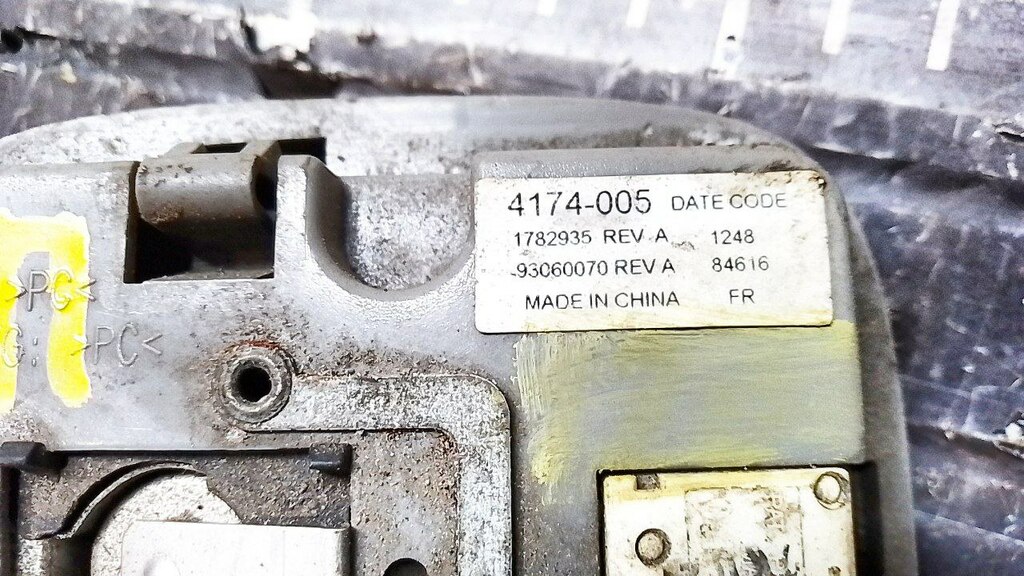 4174-005 DATE CODE
1782935 REV A 1248
-93060070 REV A 84616
MADE IN CHINA FR
>PC<
G: >PC<